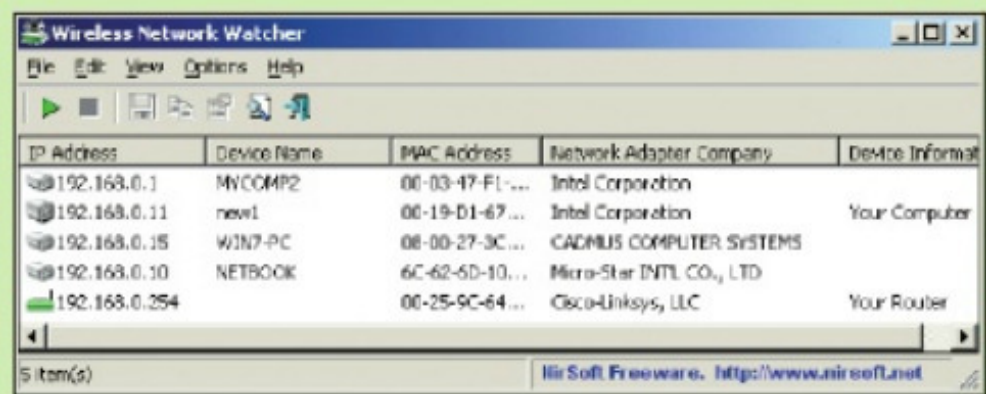 Wireless Network Watcher
File Edit View Options Help
IP Address Device Name MAC Address Network Adapter Company Device Informat
192.168.0.1 MYCOMP2 00-03-47-F1-... Intel Corporation
192.168.0.11 new1 00-19-D1-67... Intel Corporation Your Computer
192.168.0.15 WIN7-PC 08-00-27-3C... CADMUS COMPUTER SYSTEMS
192.168.0.10 NETBOOK 6C-62-6D-10... Micro-Star INT'L CO., LTD
192.168.0.254 00-25-9C-64... Cisco-Linksys, LLC Your Router
5 item(s) NirSoft Freeware. http://www.nirsoft.net